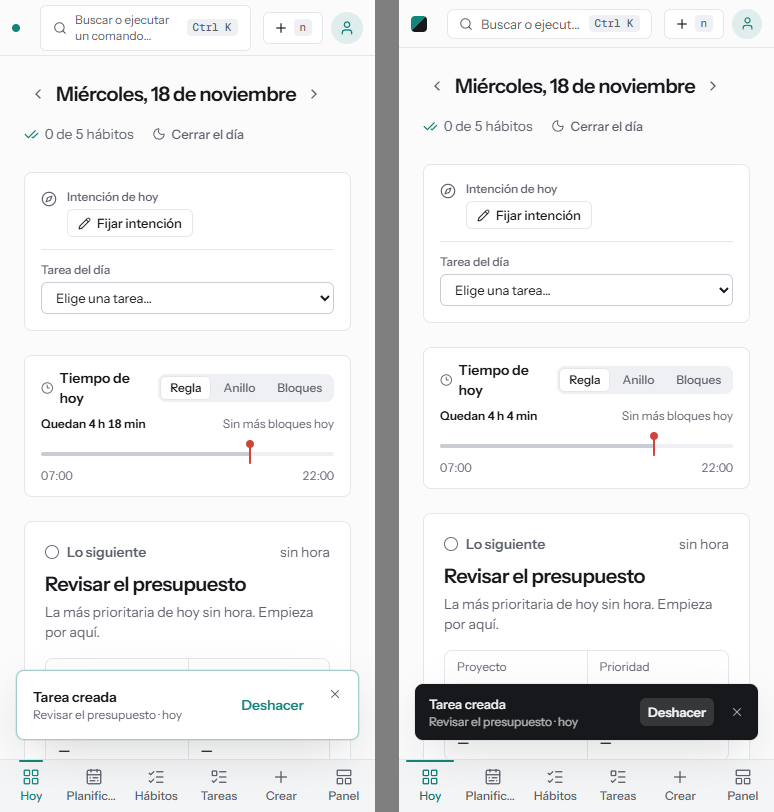 Buscar o ejecutar
un comando...
Ctrl K
n
Miércoles, 18 de noviembre
0 de 5 hábitos
Cerrar el día
Intención de hoy
Fijar intención
Tarea del día
Elige una tarea...
Tiempo de
hoy
Regla
Anillo
Bloques
Quedan 4 h 18 min
Sin más bloques hoy
07:00
22:00
Lo siguiente
sin hora
Revisar el presupuesto
La más prioritaria de hoy sin hora. Empieza
por aquí.
Tarea creada
Revisar el presupuesto · hoy
Deshacer
—
—
Hoy
Planific...
Hábitos
Tareas
Crear
Panel
Buscar o ejecut...
Ctrl K
n
Miércoles, 18 de noviembre
0 de 5 hábitos
Cerrar el día
Intención de hoy
Fijar intención
Tarea del día
Elige una tarea...
Tiempo de
hoy
Regla
Anillo
Bloques
Quedan 4 h 4 min
Sin más bloques hoy
07:00
22:00
Lo siguiente
sin hora
Revisar el presupuesto
La más prioritaria de hoy sin hora. Empieza
por aquí.
Proyecto
Prioridad
Tarea creada
Revisar el presupuesto · hoy
Deshacer
—
—
Hoy
Planific...
Hábitos
Tareas
Crear
Panel